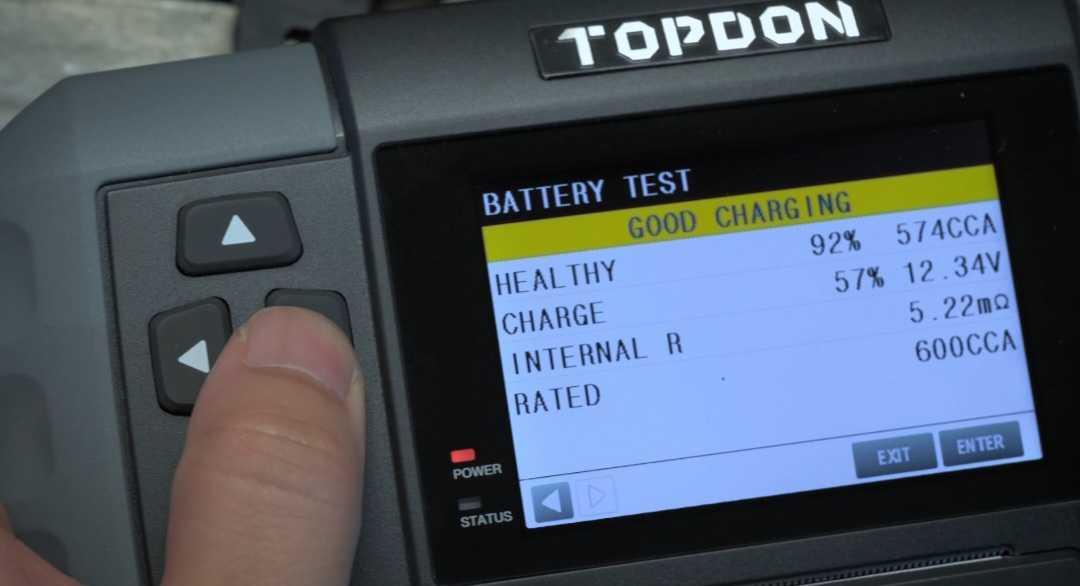 TOPDON
BATTERY TEST
GOOD CHARGING
HEALTHY 92% 574CCA
CHARGE 57% 12.34V
INTERNAL R 5.22mΩ
RATED 600CCA
EXIT ENTER
POWER
STATUS